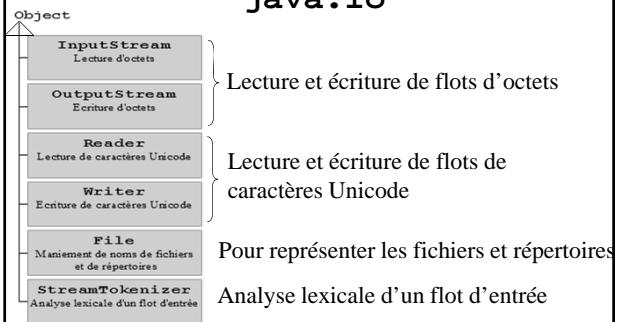 java.io
Object
InputStream
Lecture d'octets
OutputStream
Ecriture d'octets
Lecture et écriture de flots d’octets
Reader
Lecture de caractères Unicode
Writer
Ecriture de caractères Unicode
Lecture et écriture de flots de
caractères Unicode
File
Maniement de noms de fichiers
et de répertoires
Pour représenter les fichiers et répertoires
StreamTokenizer
Analyse lexicale d'un flot d'entrée
Analyse lexicale d’un flot d’entrée